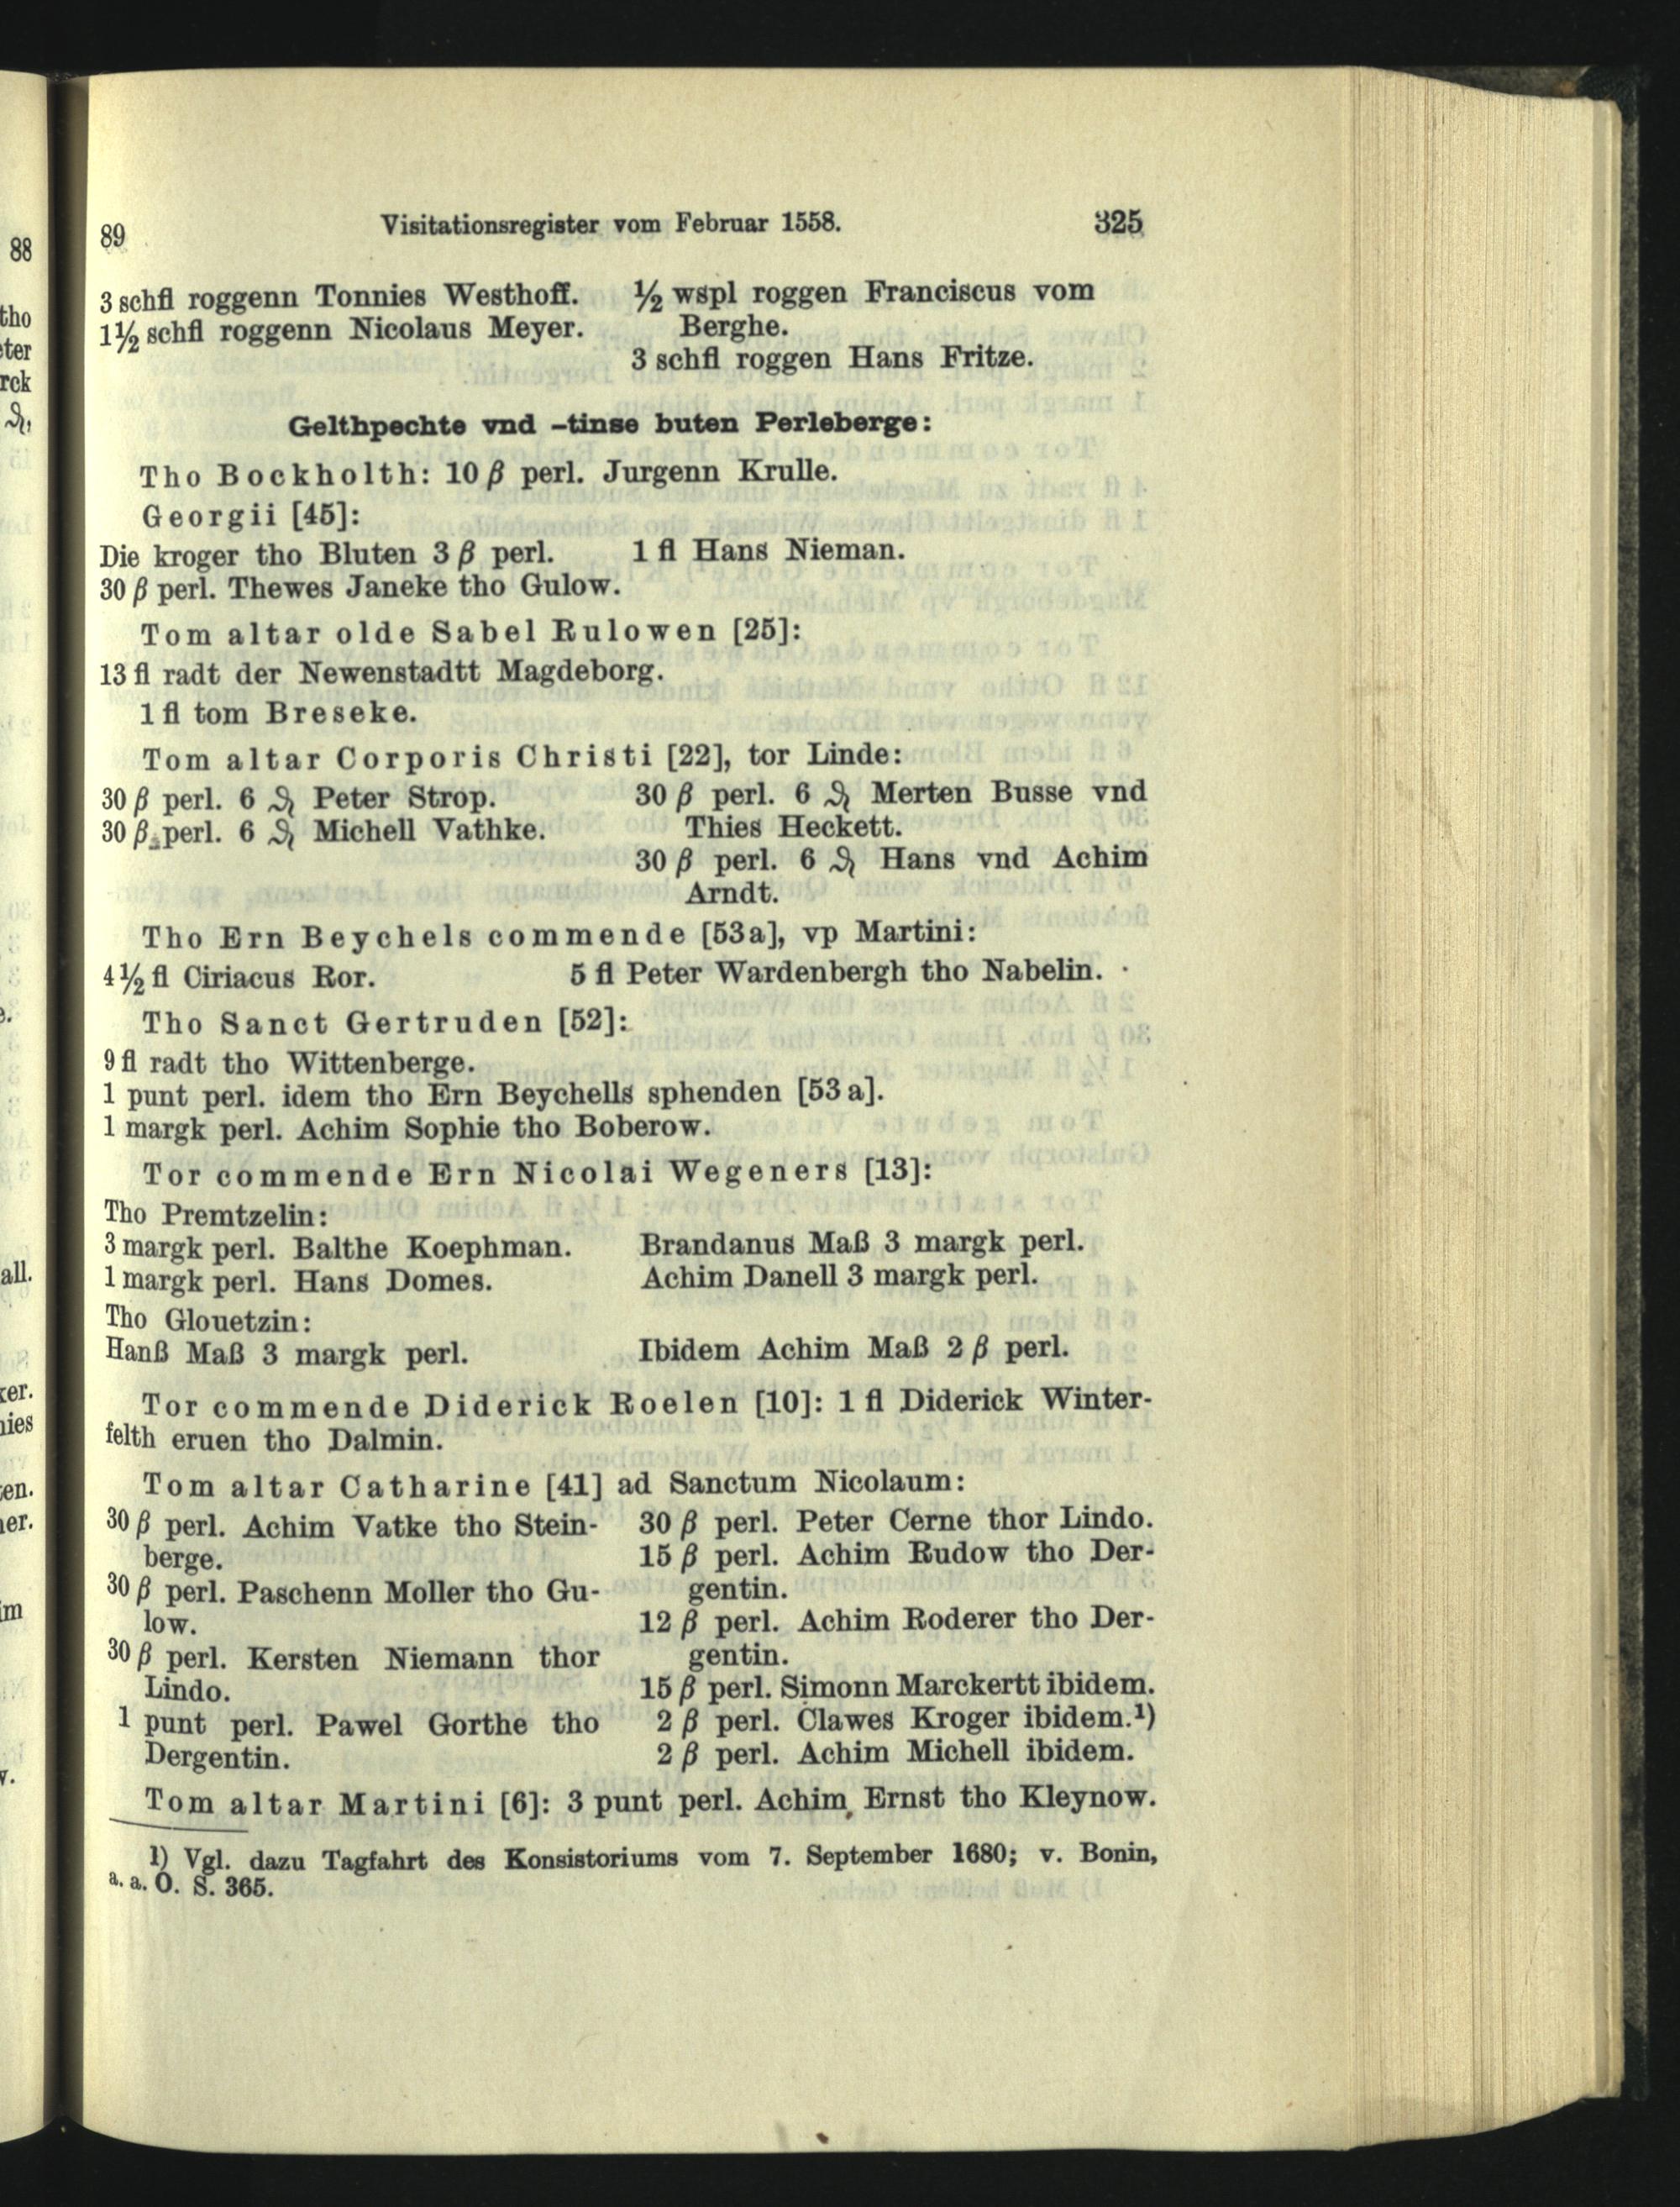 89 Visitationsregister vom Februar 1558. 325
3 schfl roggenn Tonnies Westhoff.
1½ schfl roggenn Nicolaus Meyer.
½ wspl roggen Franciscus vom
Berghe.
3 schfl roggen Hans Fritze.
Gelthpechte vnd -tinse buten Perleberge:
Tho Bockholth: 10 β perl. Jurgenn Krulle.
Georgii [45]:
Die kroger tho Bluten 3 β perl.
30 β perl. Thewes Janeke tho Gulow.
1 fl Hans Nieman.
Tom altar olde Sabel Rulowen [25]:
13 fl radt der Newenstadtt Magdeborg.
1 fl tom Breseke.
Tom altar Corporis Christi [22], tor Linde:
30 β perl. 6 ₰ Peter Strop.
30 β perl. 6 ₰ Michell Vathke.
30 β perl. 6 ₰ Merten Busse vnd
Thies Heckett.
30 β perl. 6 ₰ Hans vnd Achim
Arndt.
Tho Ern Beychels commende [53a], vp Martini:
4½ fl Ciriacus Ror.
5 fl Peter Wardenbergh tho Nabelin.
Tho Sanct Gertruden [52]:
9 fl radt tho Wittenberge.
1 punt perl. idem tho Ern Beychells sphenden [53 a].
1 margk perl. Achim Sophie tho Boberow.
Tor commende Ern Nicolai Wegeners [13]:
Tho Premtzelin:
3 margk perl. Balthe Koephman.
1 margk perl. Hans Domes.
Brandanus Maß 3 margk perl.
Achim Danell 3 margk perl.
Tho Glouetzin:
Hanß Maß 3 margk perl.
Ibidem Achim Maß 2 β perl.
Tor commende Diderick Roelen [10]: 1 fl Diderick Winter-
felth eruen tho Dalmin.
Tom altar Catharine [41] ad Sanctum Nicolaum:
30 β perl. Achim Vatke tho Stein-
berge.
30 β perl. Paschenn Moller tho Gu-
low.
30 β perl. Kersten Niemann thor
Lindo.
1 punt perl. Pawel Gorthe tho
Dergentin.
30 β perl. Peter Cerne thor Lindo.
15 β perl. Achim Rudow tho Der-
gentin.
12 β perl. Achim Roderer tho Der-
gentin.
15 β perl. Simonn Marckertt ibidem.
2 β perl. Clawes Kroger ibidem.¹)
2 β perl. Achim Michell ibidem.
Tom altar Martini [6]: 3 punt perl. Achim Ernst tho Kleynow.
1) Vgl. dazu Tagfahrt des Konsistoriums vom 7. September 1680; v. Bonin,
a. a. O. S. 365.